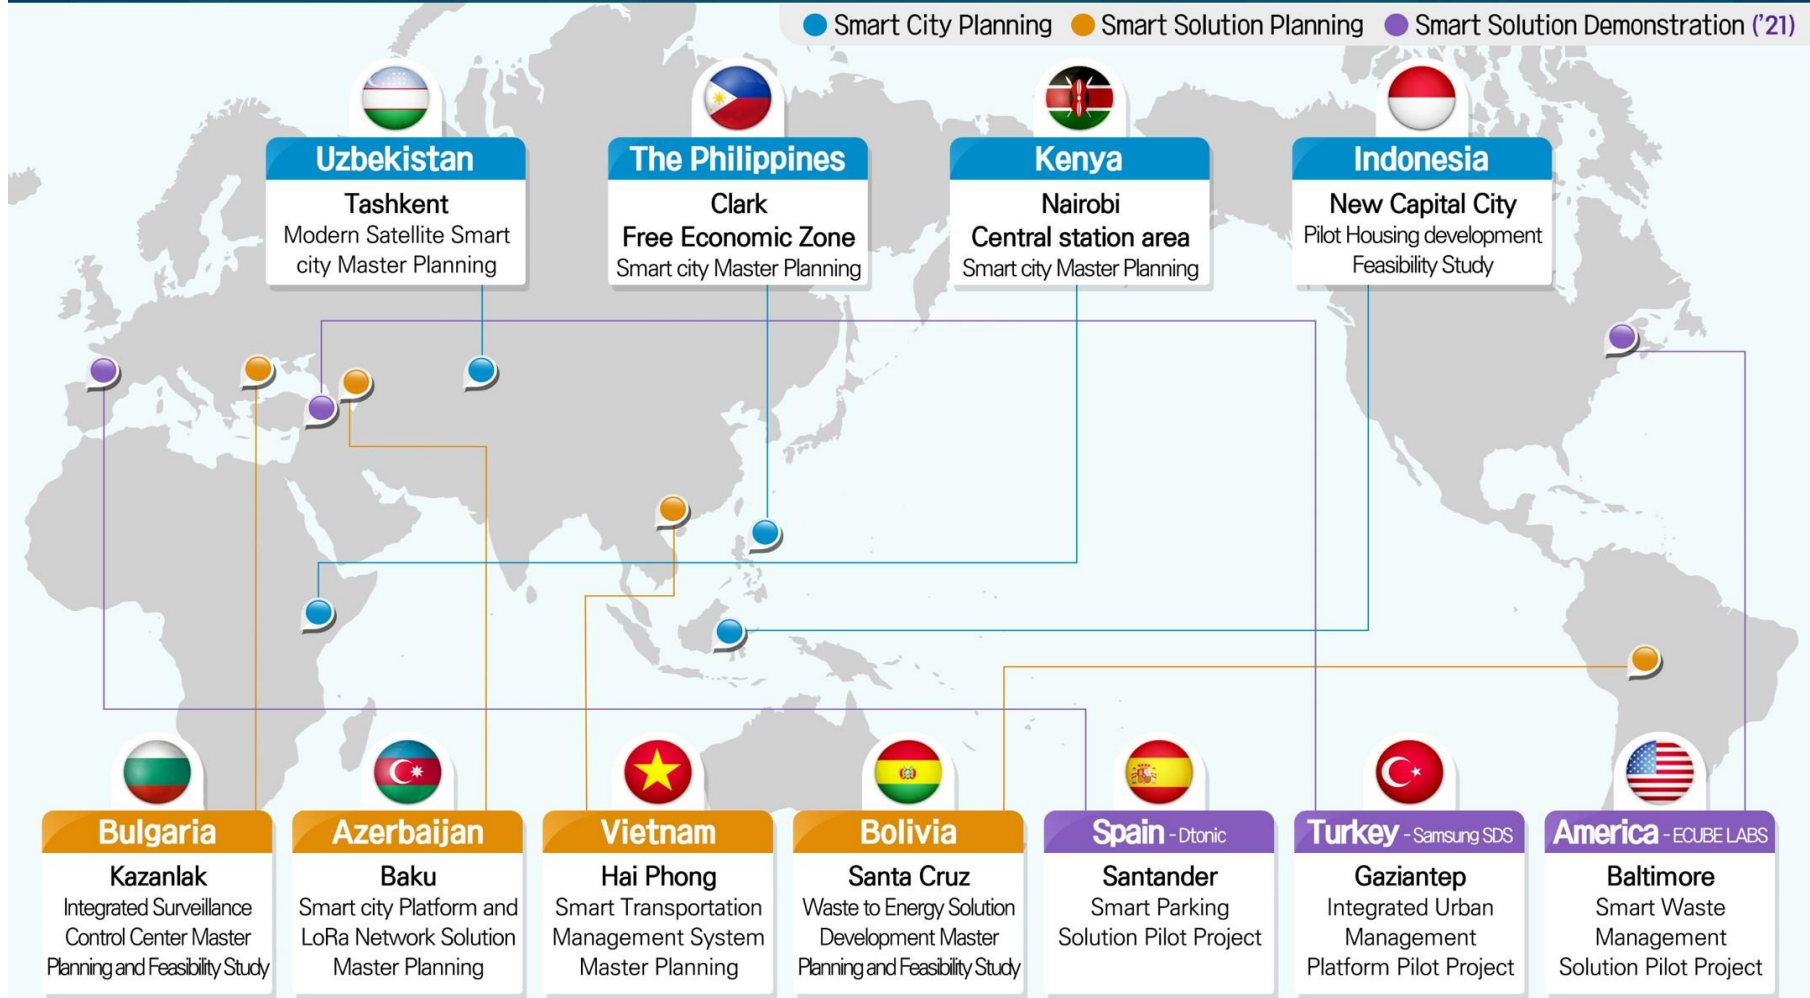 Smart City Planning Smart Solution Planning Smart Solution Demonstration ('21)
Uzbekistan
Tashkent
Modern Satellite Smart
city Master Planning
The Philippines
Clark
Free Economic Zone
Smart city Master Planning
Kenya
Nairobi
Central station area
Smart city Master Planning
Indonesia
New Capital City
Pilot Housing development
Feasibility Study
Bulgaria
Kazanlak
Integrated Surveillance
Control Center Master
Planning and Feasibility Study
Azerbaijan
Baku
Smart city Platform and
LoRa Network Solution
Master Planning
Vietnam
Hai Phong
Smart Transportation
Management System
Master Planning
Bolivia
Santa Cruz
Waste to Energy Solution
Development Master
Planning and Feasibility Study
Spain - Dtonic
Santander
Smart Parking
Solution Pilot Project
Turkey - Samsung SDS
Gaziantep
Integrated Urban
Management
Platform Pilot Project
America - ECUBE LABS
Baltimore
Smart Waste
Management
Solution Pilot Project